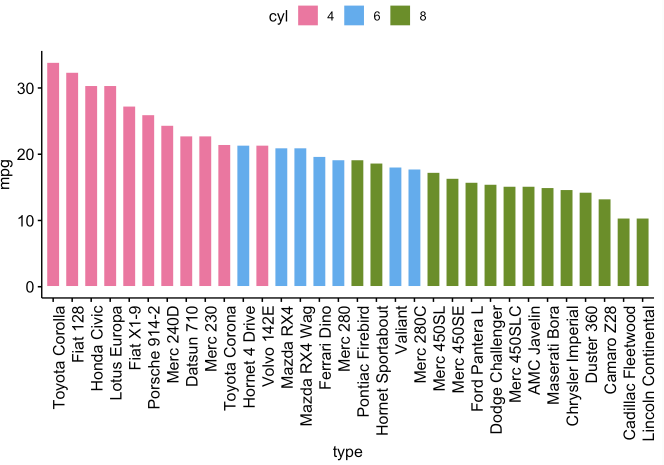 cyl 4 6 8
mpg
30
20
10
0
Toyota Corolla
Fiat 128
Honda Civic
Lotus Europa
Fiat X1-9
Porsche 914-2
Merc 240D
Datsun 710
Merc 230
Toyota Corona
Hornet 4 Drive
Volvo 142E
Mazda RX4
Mazda RX4 Wag
Ferrari Dino
Merc 280
Pontiac Firebird
Hornet Sportabout
Valiant
Merc 280C
Merc 450SL
Merc 450SE
Ford Pantera L
Dodge Challenger
Merc 450SLC
AMC Javelin
Maserati Bora
Chrysler Imperial
Duster 360
Camaro Z28
Cadillac Fleetwood
Lincoln Continental
type